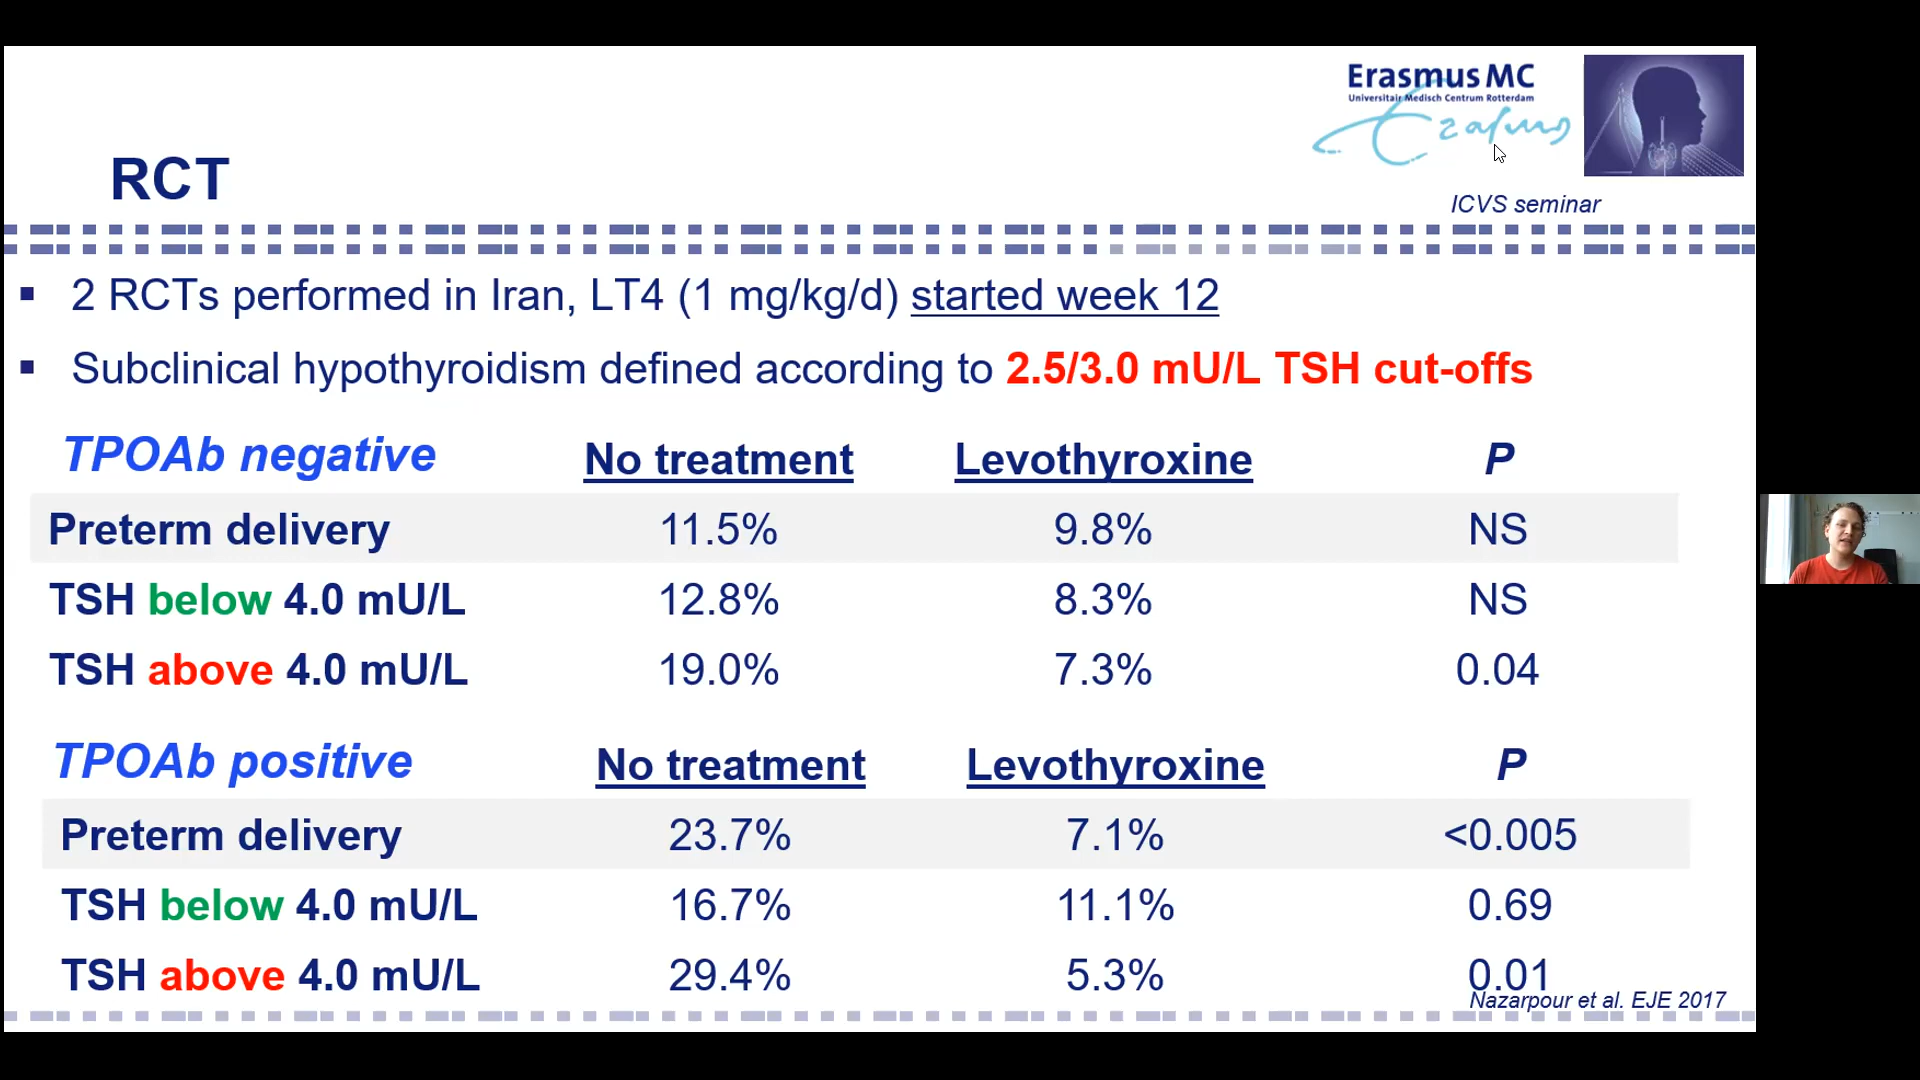 Erasmus MC
Universitair Medisch Centrum Rotterdam
Erasmus
RCT
ICVS seminar
▪ 2 RCTs performed in Iran, LT4 (1 mg/kg/d) started week 12
▪ Subclinical hypothyroidism defined according to 2.5/3.0 mU/L TSH cut-offs
TPOAb negative No treatment Levothyroxine P
Preterm delivery 11.5% 9.8% NS
TSH below 4.0 mU/L 12.8% 8.3% NS
TSH above 4.0 mU/L 19.0% 7.3% 0.04
TPOAb positive No treatment Levothyroxine P
Preterm delivery 23.7% 7.1% <0.005
TSH below 4.0 mU/L 16.7% 11.1% 0.69
TSH above 4.0 mU/L 29.4% 5.3% 0.01
Nazarpour et al. EJE 2017